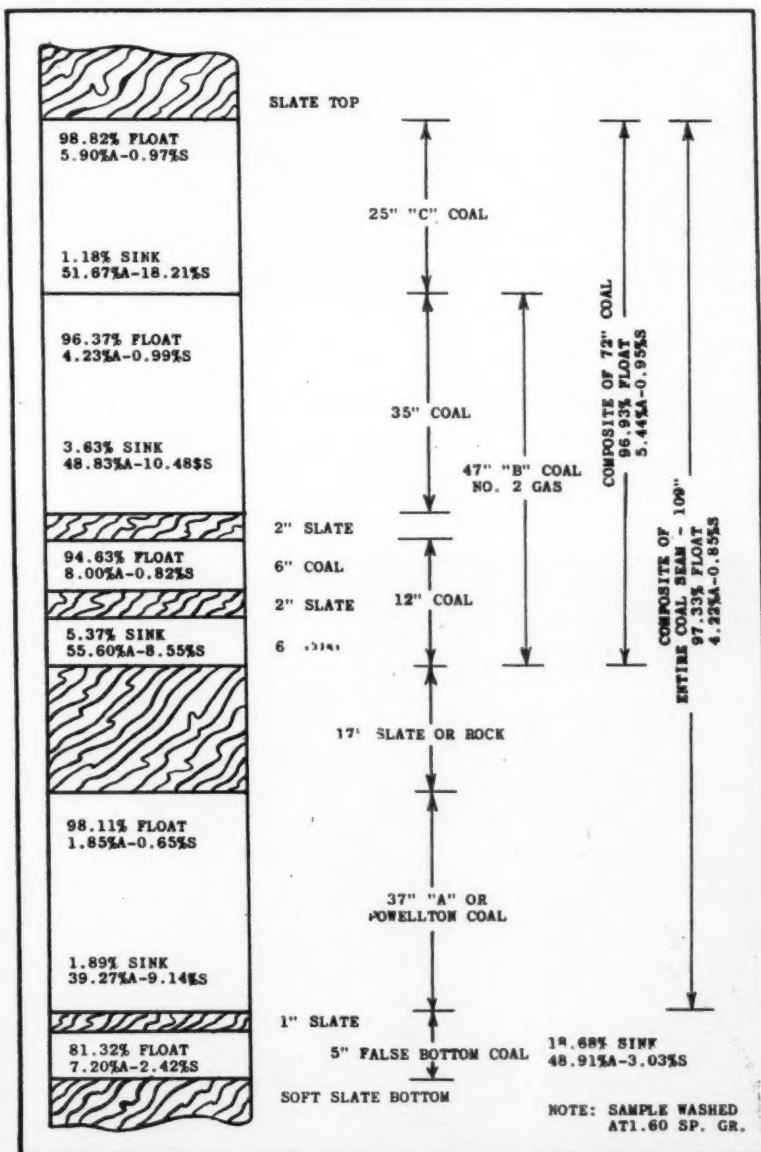 SLATE TOP
98.82% FLOAT
5.90%A-0.97%S
25" "C" COAL
1.18% SINK
51.67%A-18.21%S
96.37% FLOAT
4.23%A-0.99%S
35" COAL
3.63% SINK
48.83%A-10.48$S
47" "B" COAL
NO. 2 GAS
COMPOSITE OF 72" COAL
96.93% FLOAT
5.44%A-0.95%S
COMPOSITE OF
ENTIRE COAL SEAM - 109"
97.33% FLOAT
4.22%A-0.85%S
2" SLATE
94.63% FLOAT
8.00%A-0.82%S
6" COAL
2" SLATE
12" COAL
5.37% SINK
55.60%A-8.55%S
6
17" SLATE OR ROCK
98.11% FLOAT
1.85%A-0.65%S
37" "A" OR
POWELLTON COAL
1.89% SINK
39.27%A-9.14%S
1" SLATE
81.32% FLOAT
7.20%A-2.42%S
5" FALSE BOTTOM COAL
18.68% SINK
48.91%A-3.03%S
SOFT SLATE BOTTOM
NOTE: SAMPLE WASHED
AT1.60 SP. GR.